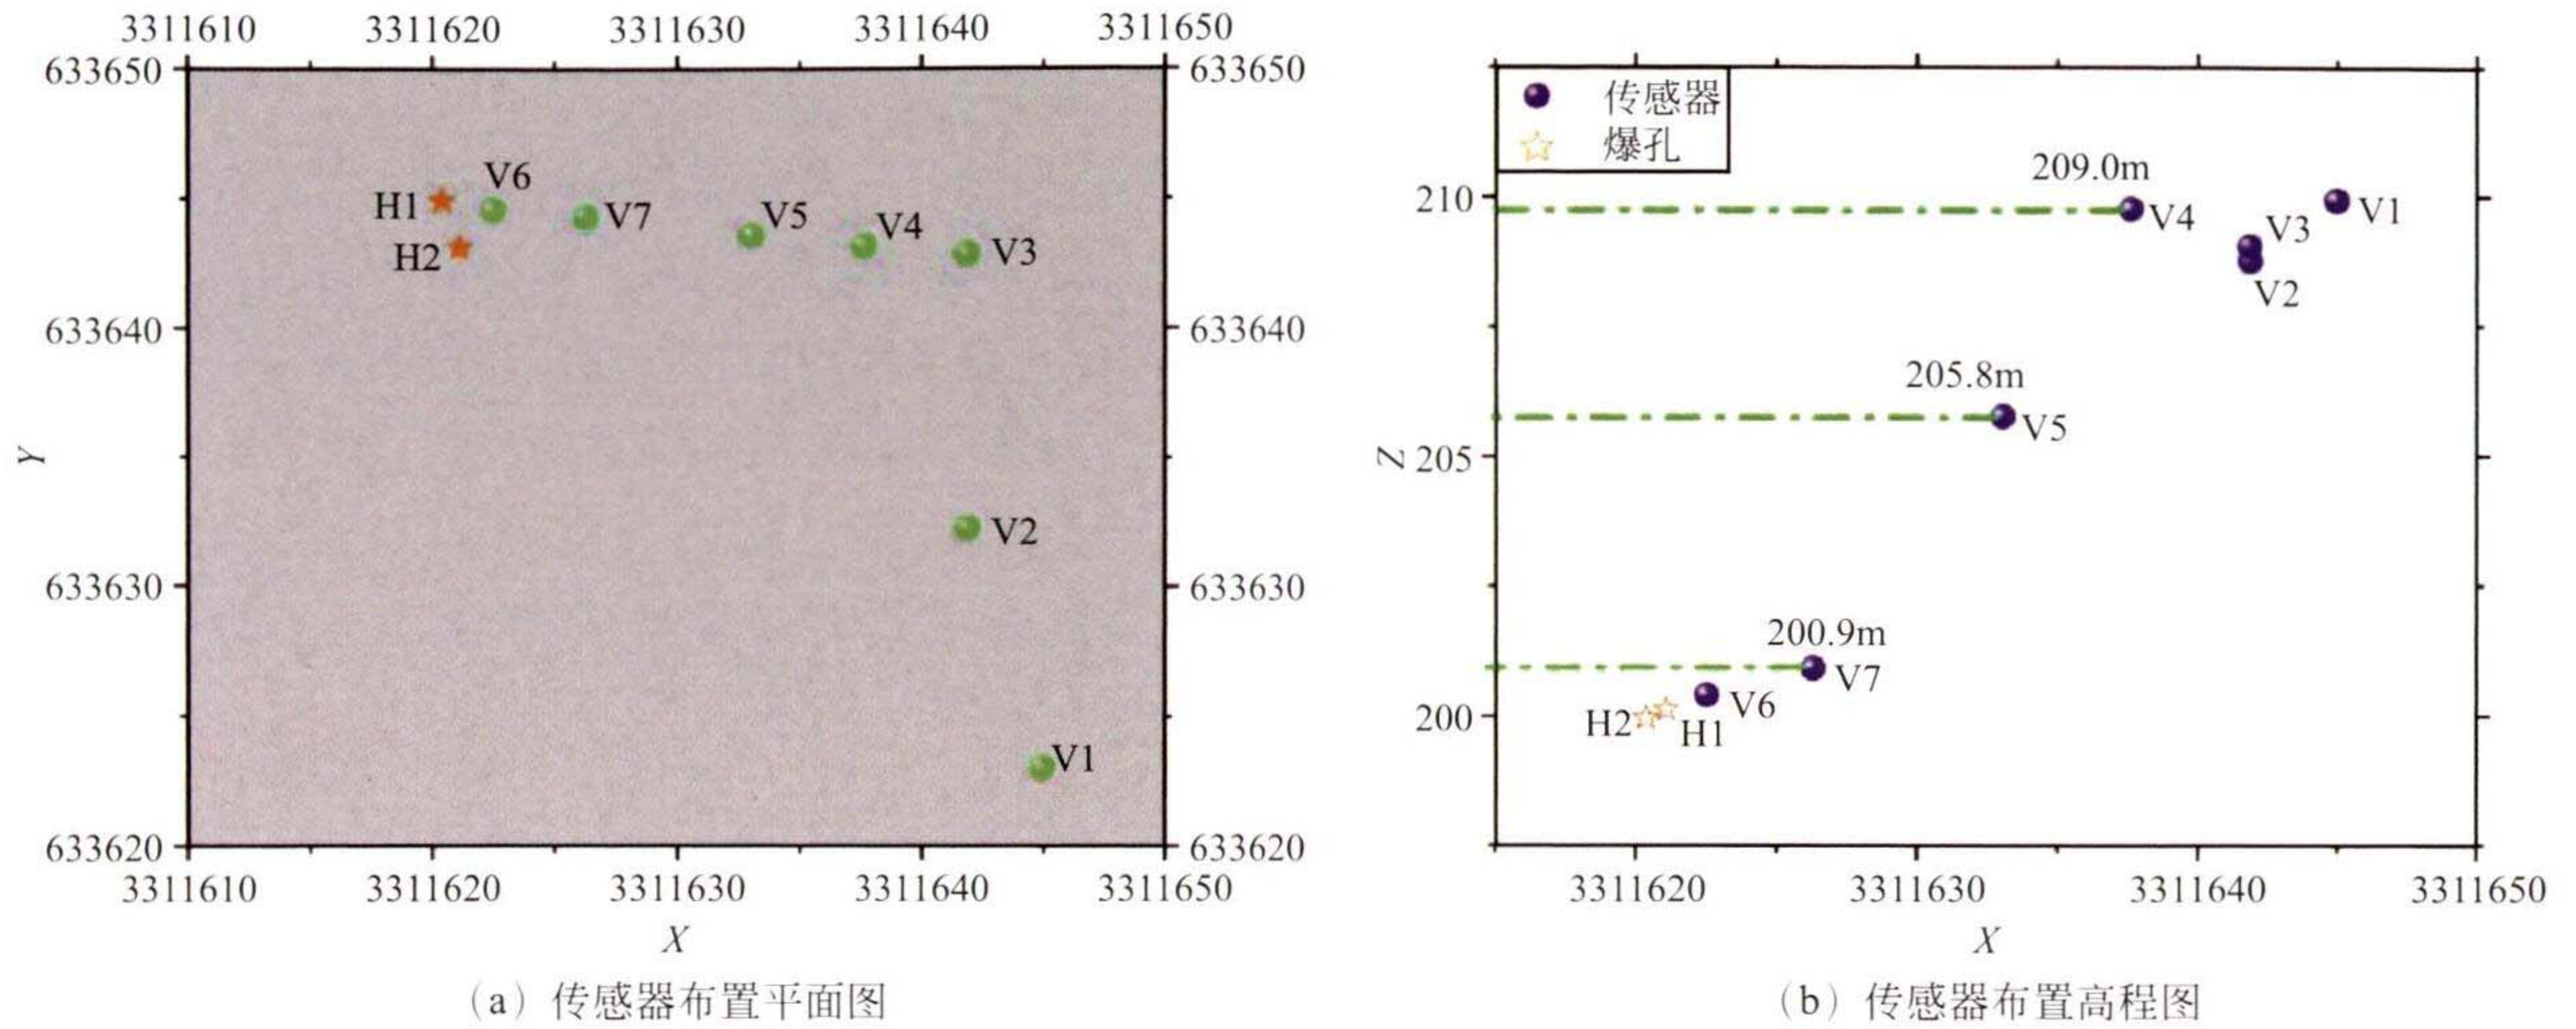 3311610 3311620 3311630 3311640 3311650
633650 633650
V6
H1 V7 V5 V4
H2 V3
633640 633640
Y
V2
633630 633630
V1
633620 633620
3311610 3311620 3311630 3311640 3311650
X
(a) 传感器布置平面图
传感器
爆孔
209.0m
210 V4 V1
V3
V2
205.8m
V5
Z 205
200.9m
V7
V6
200 H2 H1
3311620 3311630 3311640 3311650
X
(b) 传感器布置高程图